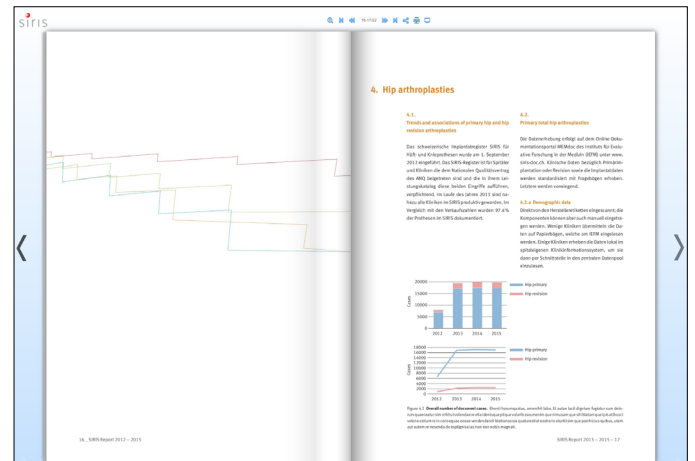 siris
16-17/22
4. Hip arthroplasties
4.1.
Trends and associations of primary hip and hip
revision arthroplasties
Das schweizerische Implantatregister SIRIS für
Hüft- und Knieprothesen wurde am 1. September
2012 eingeführt. Das SIRIS-Register ist für Spitäler
und Kliniken die dem Nationalen Qualitätsvertrag
des ANQ beigetreten sind und die in ihrem Lei-
stungskatalog diese beiden Eingriffe aufführen,
verpflichtend. Im Laufe des Jahres 2013 sind na-
hezu alle Kliniken im SIRIS produktiv geworden. Im
Vergleich mit den Verkaufszahlen wurden 97.4%
der Prothesen im SIRIS dokumentiert.
4.2.
Primary total hip arthroplasties
Die Datenerhebung erfolgt auf dem Online-Doku-
mentationsportal MEMdoc des Instituts für Evalu-
ative Forschung in der Medizin (IEFM) unter www.
siris-doc.ch. Klinische Daten bezüglich Primärim-
plantation oder Revision sowie die Implantatdaten
werden standardisiert mit Fragebögen erhoben.
Letztere werden vorwiegend.
4.2.a Demographic data
Direkt von den Herstelleretiketten eingescannt; die
Komponenten können aber auch manuell eingetra-
gen werden. Wenige Kliniken übermitteln die Da-
ten auf Papierbögen, welche am IEFM eingelesen
werden. Einige Kliniken erheben die Daten lokal im
spitaleigenen Klinikinformationssystem, um sie
dann per Schnittstelle in den zentralen Datenpool
einzulesen.
20000
15000
10000
5000
0
Cases
2012 2013 2014 2015
Hip primary
Hip revision
18000
16000
14000
12000
10000
8000
6000
4000
2000
0
Cases
2012 2013 2014 2015
Hip primary
Hip revision
Figure 4.1 Overall number of document cases.
16 _ SIRIS Report 2012 – 2015
SIRIS Report 2013 – 2015 – 17